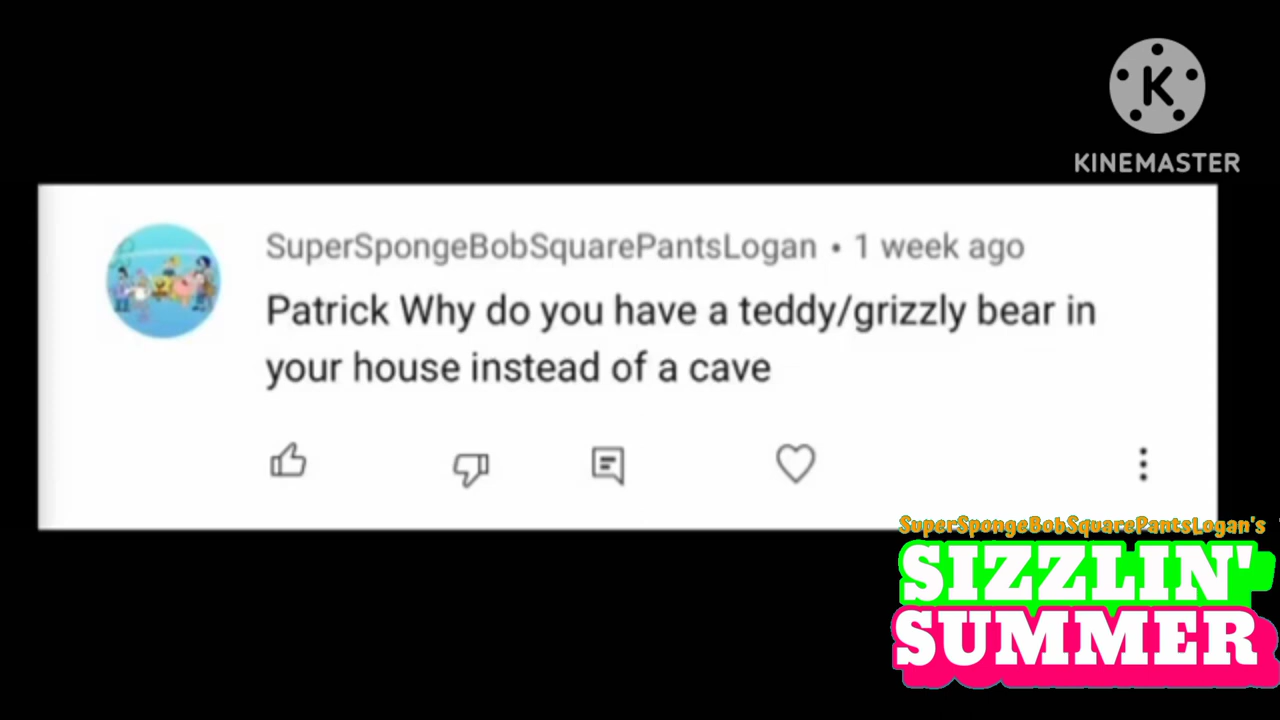 K
KINEMASTER
SuperSpongeBobSquarePantsLogan • 1 week ago
Patrick Why do you have a teddy/grizzly bear in
your house instead of a cave
SuperSpongeBobSquarePantsLogan's
SIZZLIN'
SUMMER